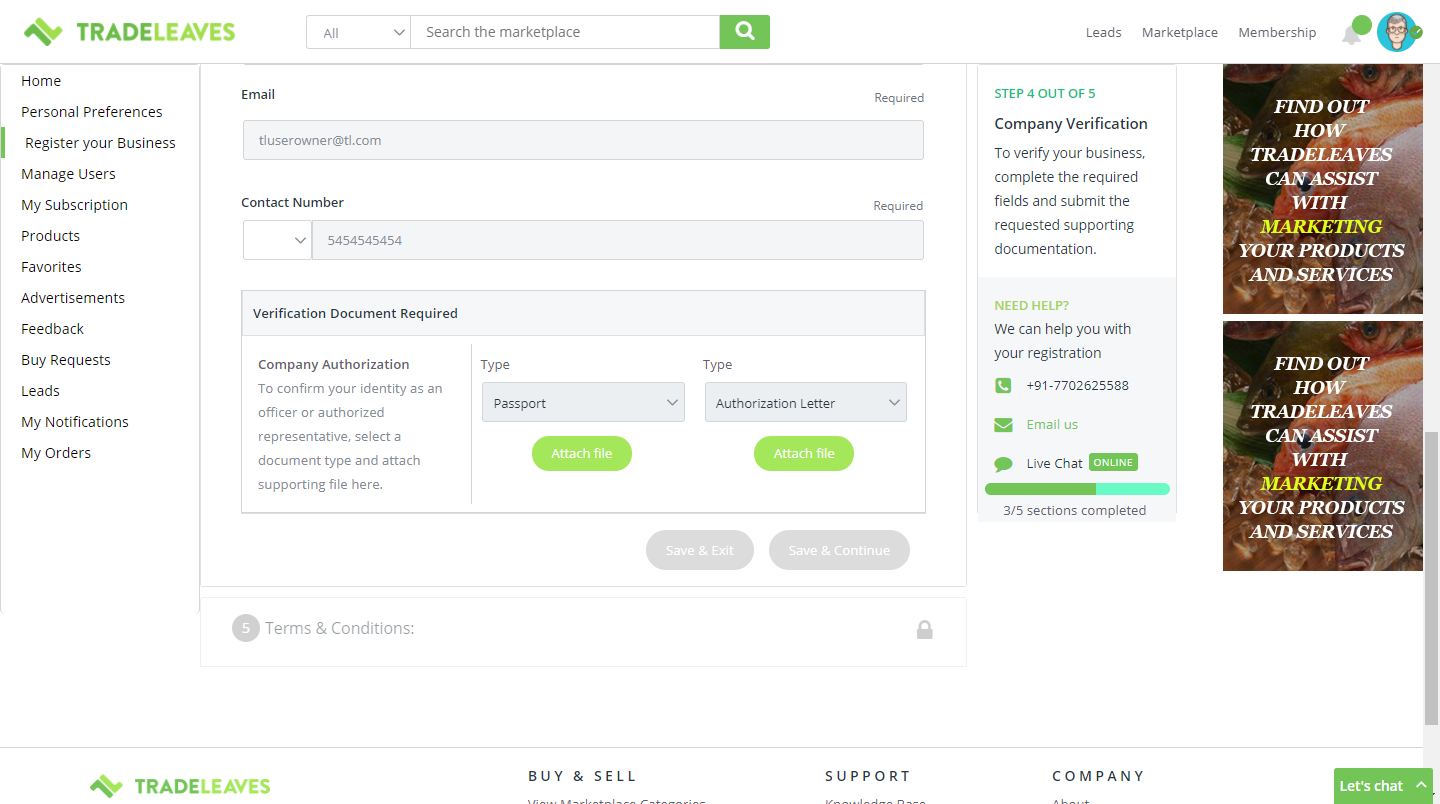 TRADELEAVES
All
Search the marketplace
Leads
Marketplace
Membership
Home
Personal Preferences
Register your Business
Manage Users
My Subscription
Products
Favorites
Advertisements
Feedback
Buy Requests
Leads
My Notifications
My Orders
Email
Required
tluserowner@tl.com
Contact Number
Required
5454545454
Verification Document Required
Company Authorization
To confirm your identity as an
officer or authorized
representative, select a
document type and attach
supporting file here.
Type
Passport
Attach file
Type
Authorization Letter
Attach file
Save & Exit
Save & Continue
5
Terms & Conditions:
STEP 4 OUT OF 5
Company Verification
To verify your business,
complete the required
fields and submit the
requested supporting
documentation.
NEED HELP?
We can help you with
your registration
+91-7702625588
Email us
Live Chat
ONLINE
3/5 sections completed
FIND OUT
HOW
TRADELEAVES
CAN ASSIST
WITH
MARKETING
YOUR PRODUCTS
AND SERVICES
FIND OUT
HOW
TRADELEAVES
CAN ASSIST
WITH
MARKETING
YOUR PRODUCTS
AND SERVICES
TRADELEAVES
BUY & SELL
View Marketplace Categories
SUPPORT
Knowledge Base
COMPANY
About
Let's chat